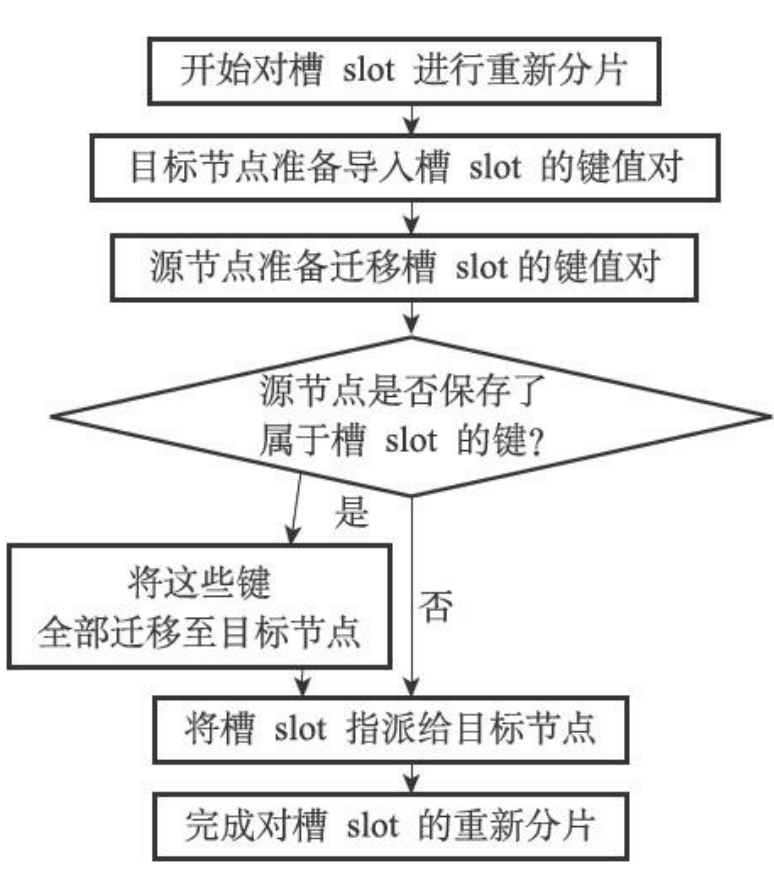 开始对槽 slot 进行重新分片
目标节点准备导入槽 slot 的键值对
源节点准备迁移槽 slot的键值对
源节点是否保存了
属于槽 slot 的键?
是
将这些键
全部迁移至目标节点
否
将槽 slot 指派给目标节点
完成对槽 slot 的重新分片